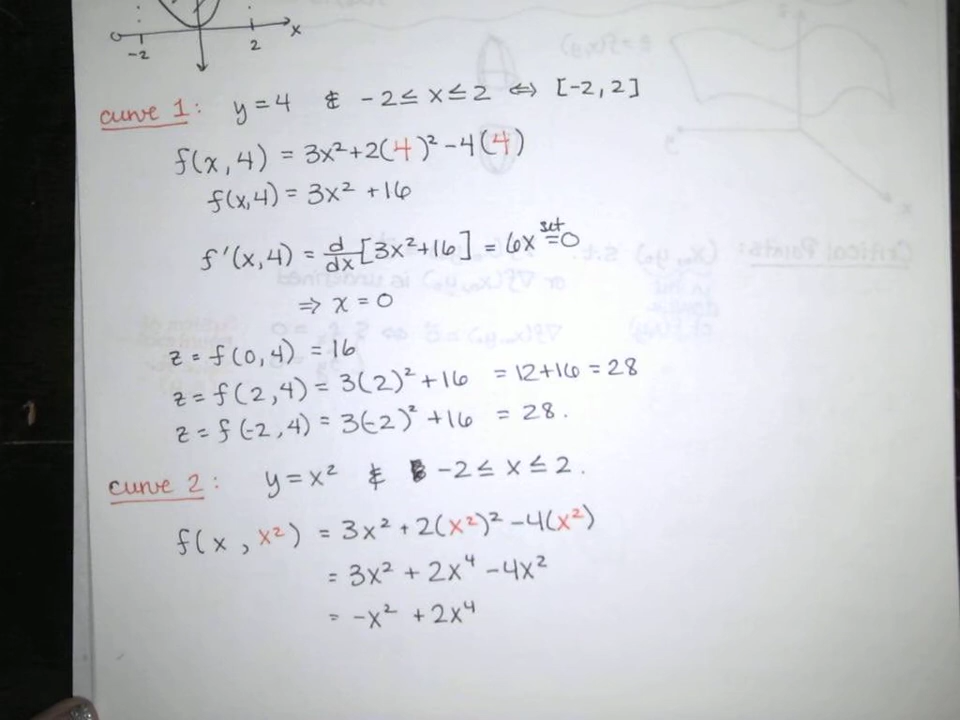 -2 2 x
curve 1: y = 4 & -2 ≤ x ≤ 2 ⇔ [-2, 2]
f(x, 4) = 3x² + 2(4)² - 4(4)
f(x, 4) = 3x² + 16
f'(x, 4) = d/dx [3x² + 16] = 6x set = 0
⇒ x = 0
z = f(0, 4) = 16
z = f(2, 4) = 3(2)² + 16 = 12 + 16 = 28
z = f(-2, 4) = 3(-2)² + 16 = 28.
curve 2: y = x² & -2 ≤ x ≤ 2.
f(x, x²) = 3x² + 2(x²)² - 4(x²)
= 3x² + 2x⁴ - 4x²
= -x² + 2x⁴